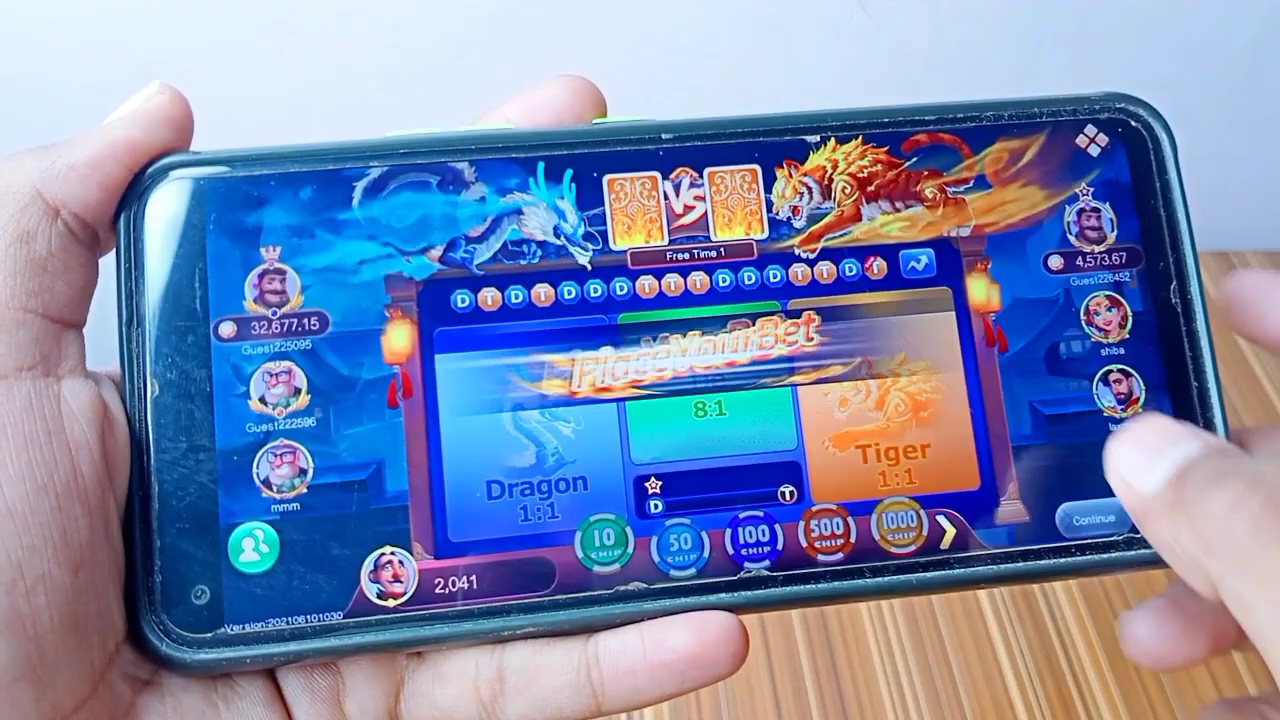 VS
Free Time 1
D T D T D D D T T T D D D T T D T
32,677.15
Guest225095
Guest222596
mmm
4,573.67
Guest226452
shiba
Place Your Bet
8:1
Dragon
1:1
Tiger
1:1
D T
10 CHIP
50 CHIP
100 CHIP
500 CHIP
1000 CHIP
Continue
2,041
Version:202106101030